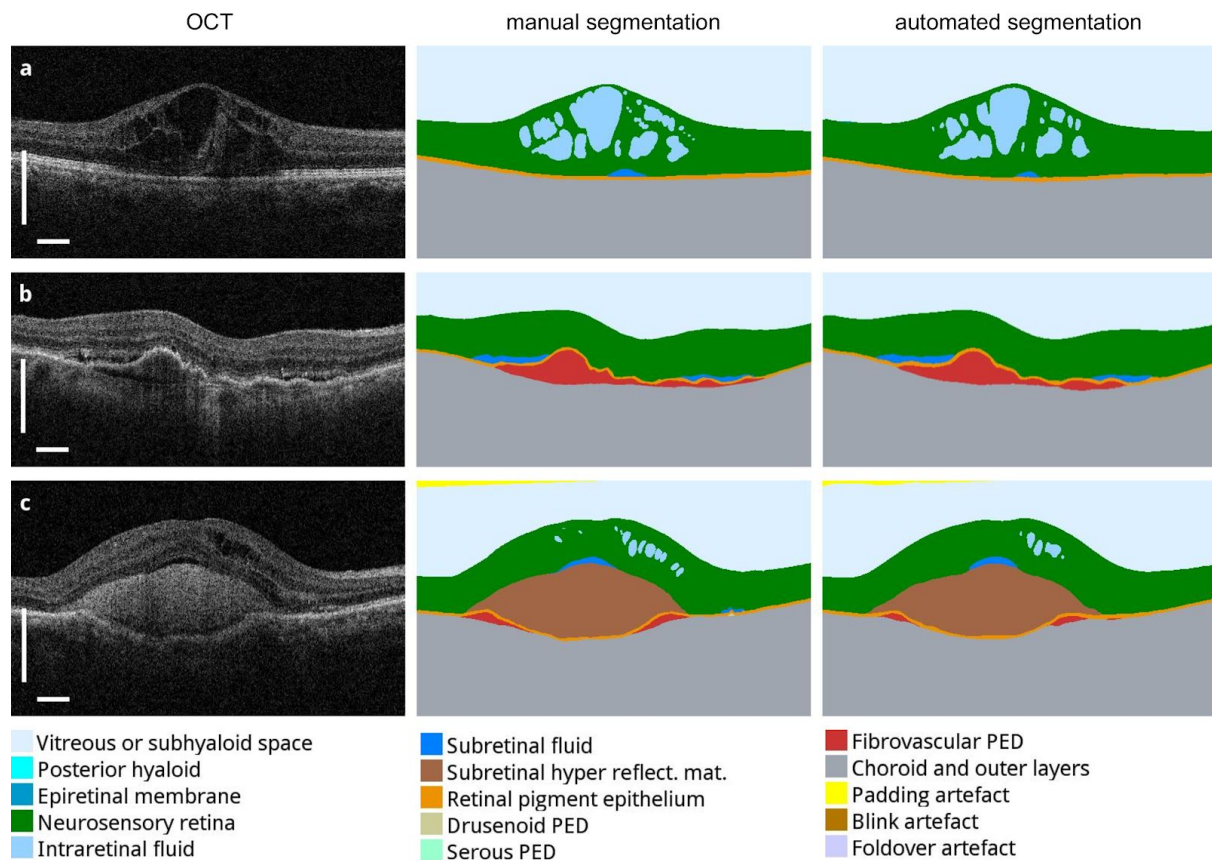 OCT
manual segmentation
automated segmentation
a
b
c
Vitreous or subhyaloid space
Posterior hyaloid
Epiretinal membrane
Neurosensory retina
Intraretinal fluid
Subretinal fluid
Subretinal hyper reflect. mat.
Retinal pigment epithelium
Drusenoid PED
Serous PED
Fibrovascular PED
Choroid and outer layers
Padding artefact
Blink artefact
Foldover artefact